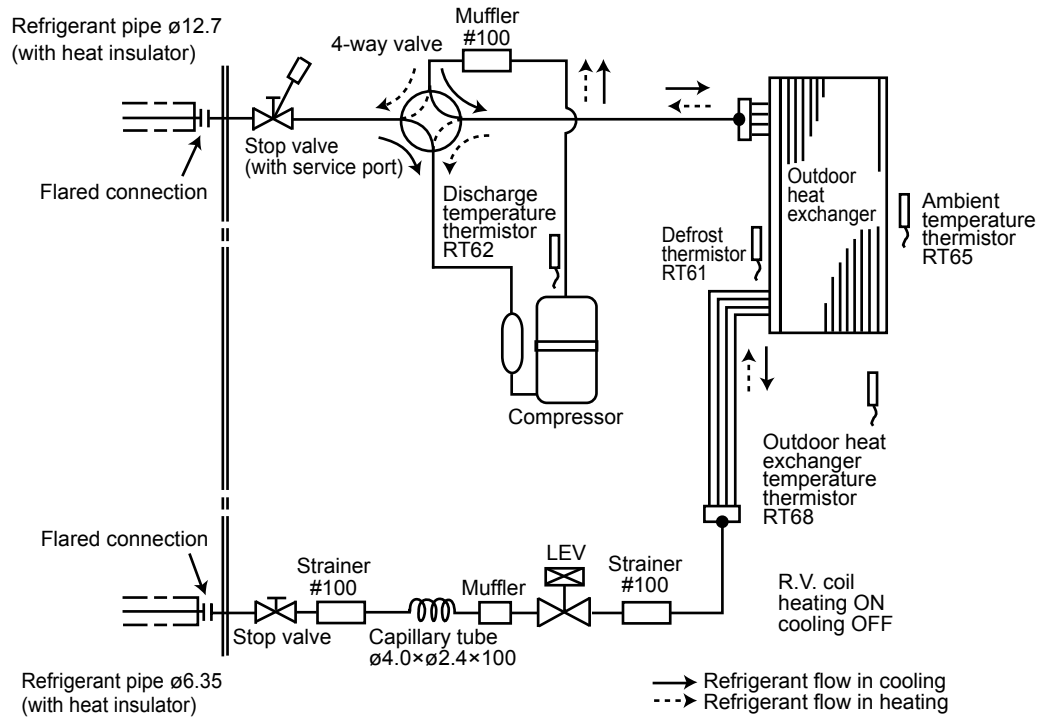 Refrigerant pipe ø12.7
(with heat insulator)
Muffler
#100
4-way valve
Stop valve
(with service port)
Flared connection
Discharge
temperature
thermistor
RT62
Outdoor
heat
exchanger
Ambient
temperature
thermistor
RT65
Defrost
thermistor
RT61
Compressor
Outdoor heat
exchanger
temperature
thermistor
RT68
Flared connection
Strainer
#100
Muffler
LEV
Strainer
#100
R.V. coil
heating ON
cooling OFF
Stop valve
Capillary tube
ø4.0×ø2.4×100
Refrigerant pipe ø6.35
(with heat insulator)
Refrigerant flow in cooling
Refrigerant flow in heating